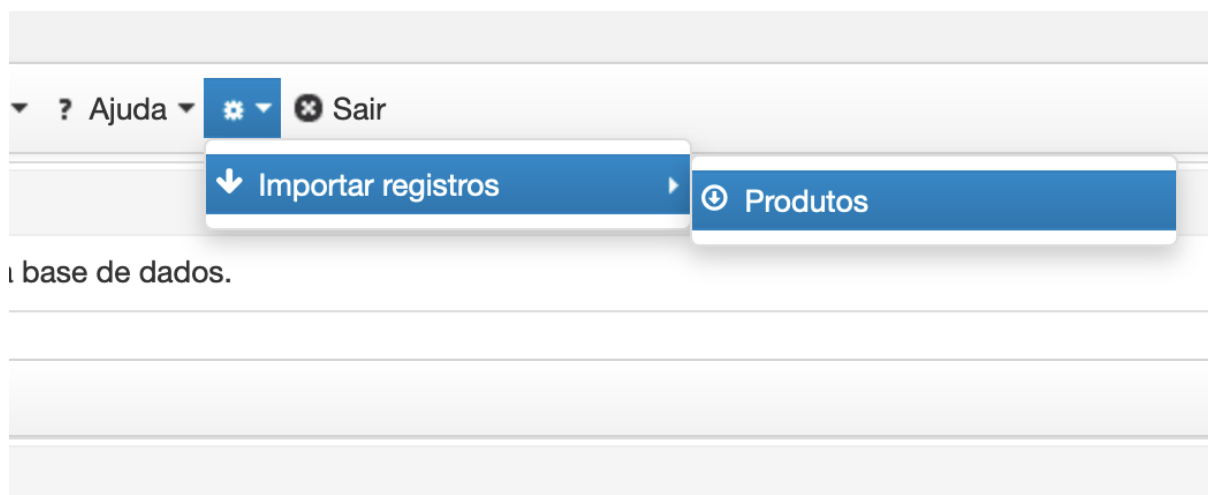 ? Ajuda
Sair
Importar registros
Produtos
base de dados.